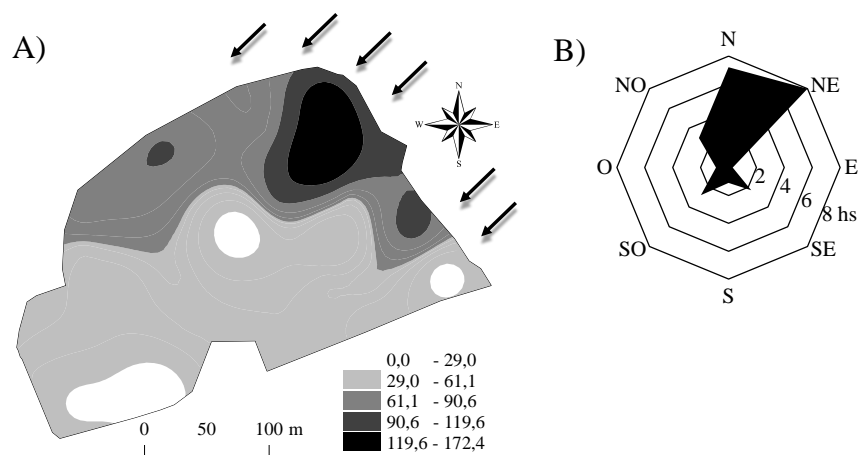 A)
N
W E
S
0,0 - 29,0
29,0 - 61,1
61,1 - 90,6
90,6 - 119,6
119,6 - 172,4
0 50 100 m
B)
N
NO NE
O E
2 4 6 8 hs
SO SE
S